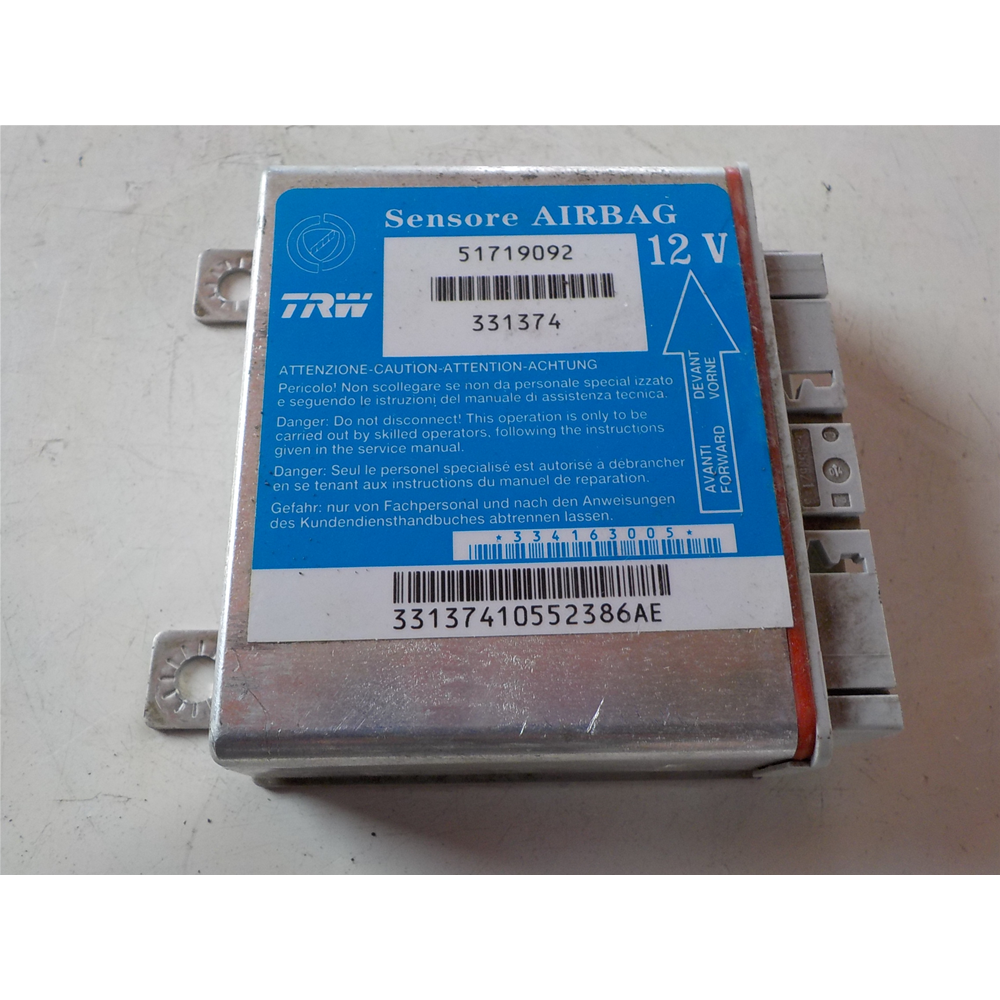 Sensore AIRBAG
12 V
51719092
331374
TRW
ATTENZIONE-CAUTION-ATTENTION-ACHTUNG
Pericolo! Non scollegare se non da personale special izzato
e seguendo le istruzioni del manuale di assistenza tecnica.
Danger: Do not disconnect! This operation is only to be
carried out by skilled operators, following the instructions
given in the service manual.
Danger: Seul le personel specialisé est autorisé à débrancher
en se tenant aux instructions du manuel de reparation.
Gefahr: nur von Fachpersonal und nach den Anweisungen
des Kundendiensthandbuches abtrennen lassen.
AVANTI DEVANT
FORWARD VORNE
*334163005*
33137410552386AE